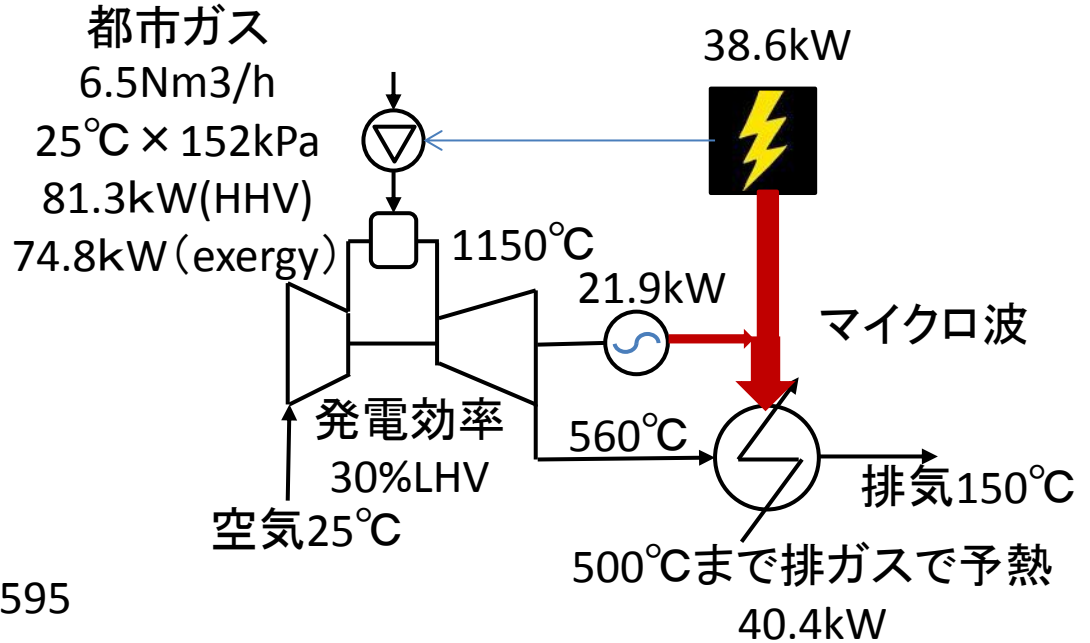 都市ガス
6.5Nm3/h
25℃×152kPa
81.3kW(HHV)
74.8kW（exergy）
38.6kW
1150℃
21.9kW
マイクロ波
発電効率
30%LHV
560℃
排気150℃
空気25℃
500℃まで排ガスで予熱
40.4kW
595